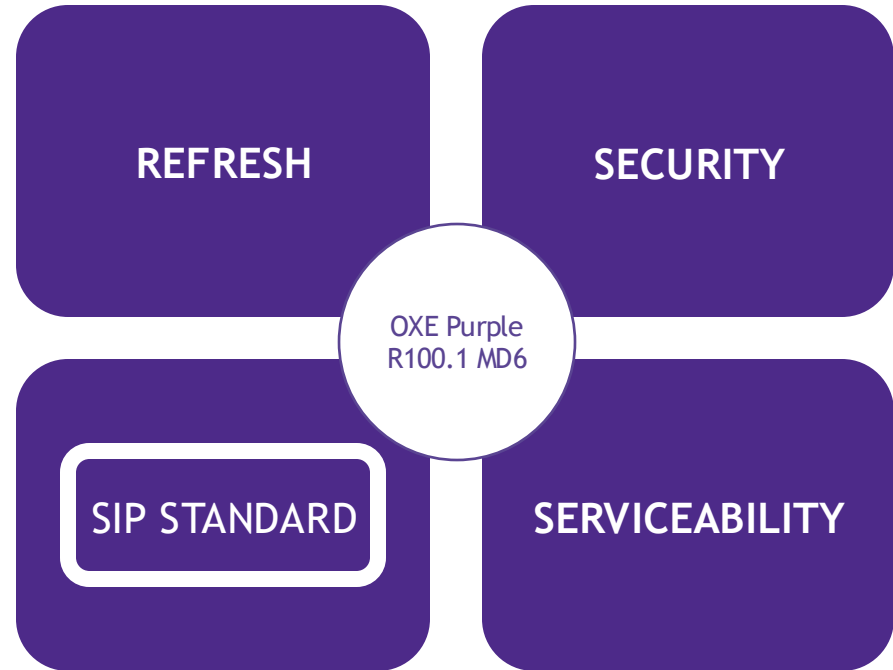 REFRESH
SECURITY
OXE Purple
R100.1 MD6
SIP STANDARD
SERVICEABILITY